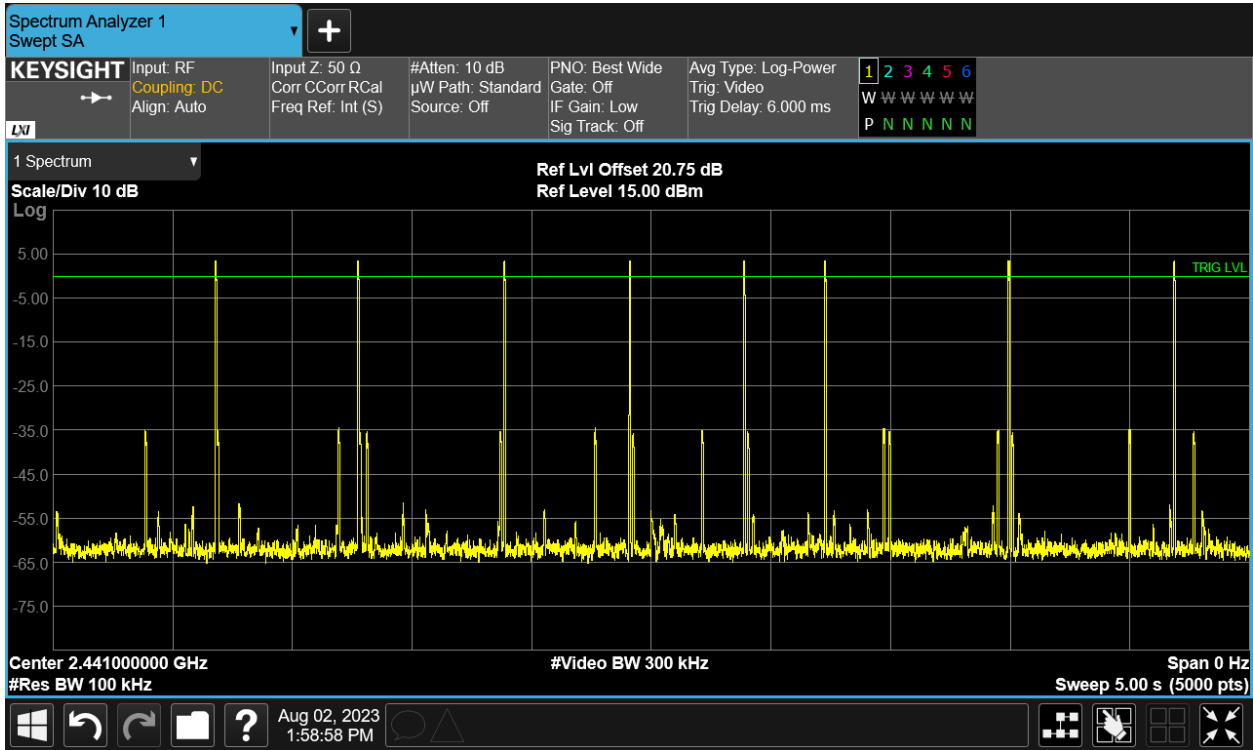 Spectrum Analyzer 1
Swept SA
KEYSIGHT
LXI
Input: RF
Coupling: DC
Align: Auto
Input Z: 50 Ω
Corr CCorr RCal
Freq Ref: Int (S)
#Atten: 10 dB
µW Path: Standard
Source: Off
PNO: Best Wide
Gate: Off
IF Gain: Low
Sig Track: Off
Avg Type: Log-Power
Trig: Video
Trig Delay: 6.000 ms
1 2 3 4 5 6
W W W W W W
P N N N N N
1 Spectrum
Scale/Div 10 dB
Ref Lvl Offset 20.75 dB
Ref Level 15.00 dBm
Log
5.00
TRIG LVL
-5.00
-15.0
-25.0
-35.0
-45.0
-55.0
-65.0
-75.0
Center 2.441000000 GHz
#Video BW 300 kHz
Span 0 Hz
#Res BW 100 kHz
Sweep 5.00 s (5000 pts)
?
Aug 02, 2023
1:58:58 PM